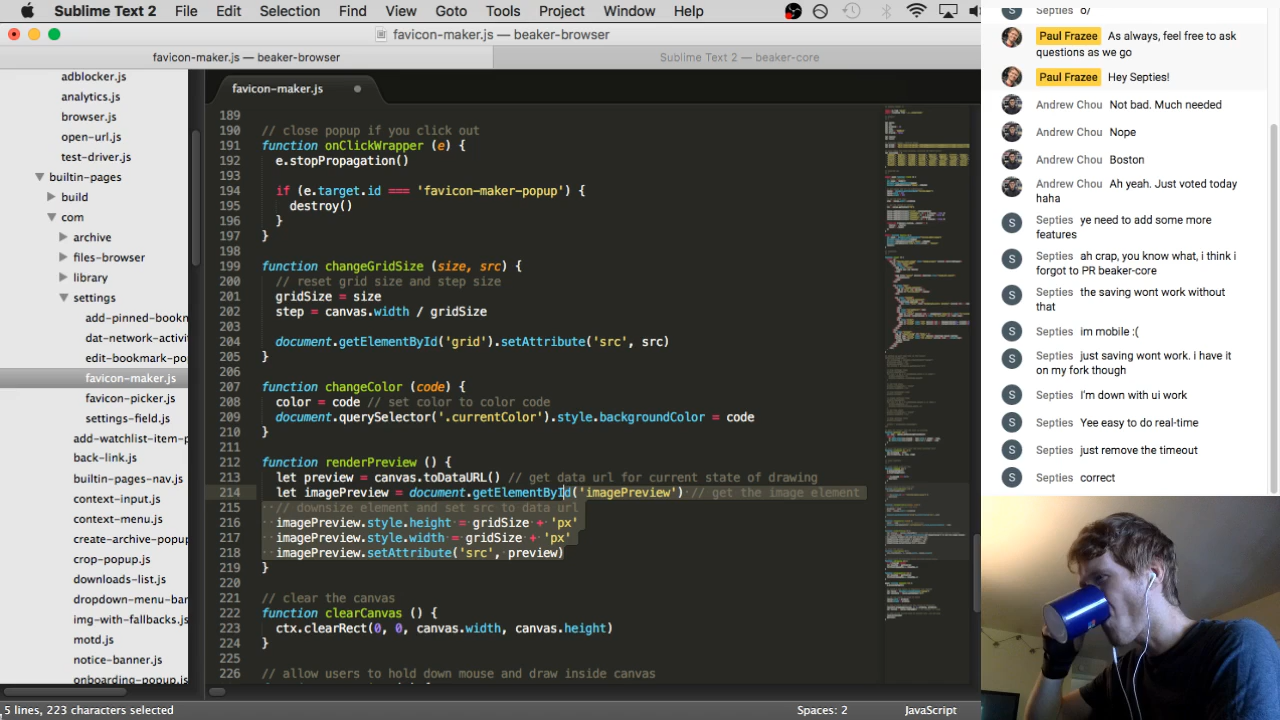 Sublime Text 2 File Edit Selection Find View Goto Tools Project Window Help
favicon-maker.js — beaker-browser
favicon-maker.js — beaker-browser
Sublime Text 2 — beaker-core
adblocker.js
analytics.js
browser.js
open-url.js
test-driver.js
builtin-pages
build
com
archive
files-browser
library
settings
add-pinned-bookn
dat-network-activi
edit-bookmark-po
favicon-maker.js
favicon-picker.js
settings-field.js
add-watchlist-item-p
back-link.js
builtin-pages-nav.js
context-input.js
context-menu.js
create-archive-popup
crop-popup.js
downloads-list.js
dropdown-menu-bar
img-with-fallbacks.js
motd.js
notice-banner.js
onboarding-popup.js
favicon-maker.js
189
190 // close popup if you click out
191 function onClickWrapper (e) {
192 e.stopPropagation()
193
194 if (e.target.id === 'favicon-maker-popup') {
195 destroy()
196 }
197 }
198
199 function changeGridSize (size, src) {
200 // reset grid size and step size
201 gridSize = size
202 step = canvas.width / gridSize
203
204 document.getElementById('grid').setAttribute('src', src)
205 }
206
207 function changeColor (code) {
208 color = code // set color to color code
209 document.querySelector('.currentColor').style.backgroundColor = code
210 }
211
212 function renderPreview () {
213 let preview = canvas.toDataURL() // get data url for current state of drawing
214 let imagePreview = document.getElementById('imagePreview') // get the image element
215 // downsize element and set src to data url
216 imagePreview.style.height = gridSize + 'px'
217 imagePreview.style.width = gridSize + 'px'
218 imagePreview.setAttribute('src', preview)
219 }
220
221 // clear the canvas
222 function clearCanvas () {
223 ctx.clearRect(0, 0, canvas.width, canvas.height)
224 }
225
226 // allow users to hold down mouse and draw inside canvas
5 lines, 223 characters selected
Spaces: 2
JavaScript
Septies o/
Paul Frazee As always, feel free to ask
questions as we go
Paul Frazee Hey Septies!
Andrew Chou Not bad. Much needed
Andrew Chou Nope
Andrew Chou Boston
Andrew Chou Ah yeah. Just voted today
haha
S Septies ye need to add some more
features
S Septies ah crap, you know what, i think i
forgot to PR beaker-core
S Septies the saving wont work without
that
S Septies im mobile :(
S Septies just saving wont work. i have it
on my fork though
S Septies I'm down with ui work
S Septies Yee easy to do real-time
S Septies just remove the timeout
S Septies correct